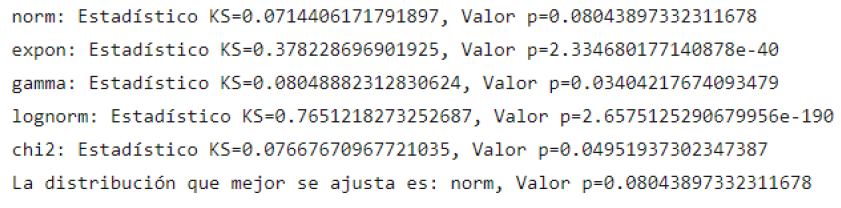 norm: Estadístico KS=0.0714406171791897, Valor p=0.08043897332311678
expon: Estadístico KS=0.378228696901925, Valor p=2.334680177140878e-40
gamma: Estadístico KS=0.08048882312830624, Valor p=0.03404217674093479
lognorm: Estadístico KS=0.7651218273252687, Valor p=2.6575125290679956e-190
chi2: Estadístico KS=0.07667670967721035, Valor p=0.04951937302347387
La distribución que mejor se ajusta es: norm, Valor p=0.08043897332311678